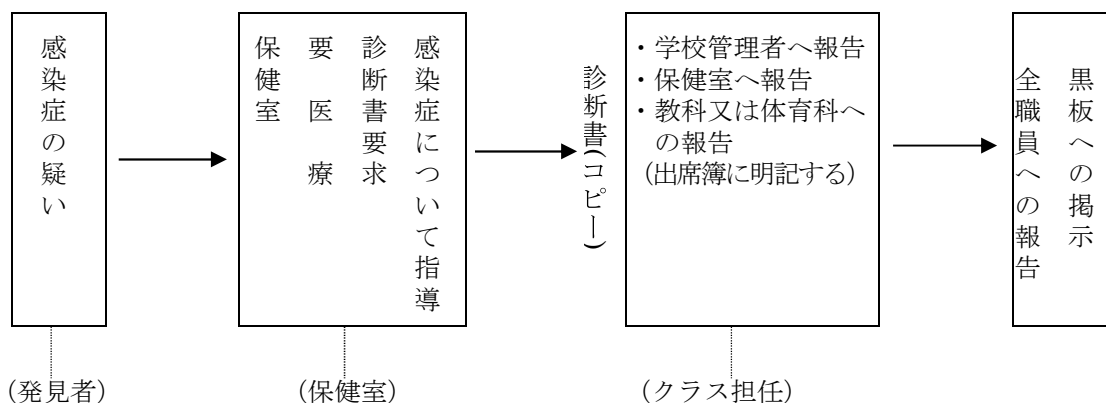 感染症の疑い
感染症について指導
診断書要求
要医療
保健室
診断書(コピー)
・学校管理者へ報告
・保健室へ報告
・教科又は体育科へ
の報告
(出席簿に明記する)
黒板への掲示
全職員への報告
(発見者)
(保健室)
(クラス担任)